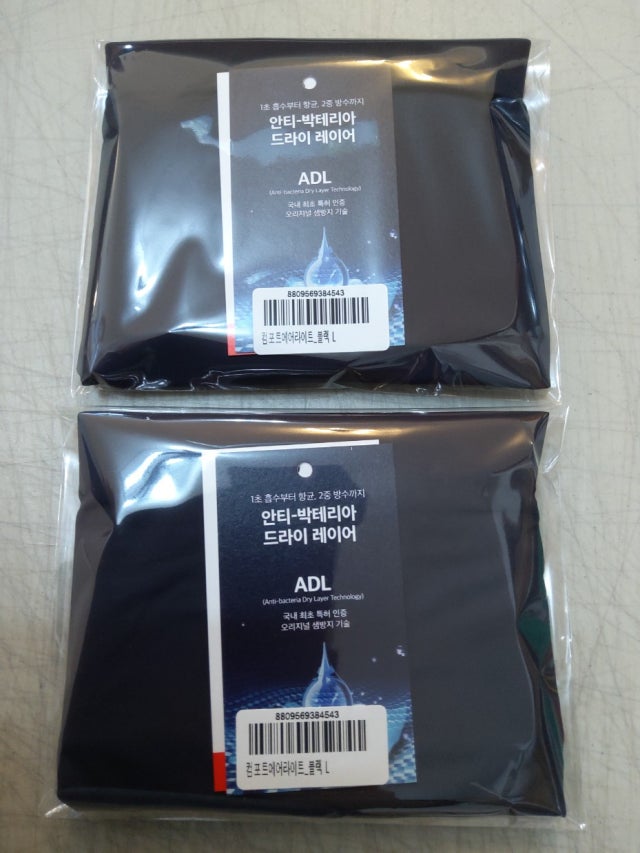 1초 흡수부터 항균, 2중 방수까지
안티-박테리아
드라이 레이어
ADL
(Anti-bacteria Dry Layer Technology)
국내 최초 특허 인증
오리지널 샘방지 기술
8809569384543
컴포트에어라이트_블랙 L
1초 흡수부터 항균, 2중 방수까지
안티-박테리아
드라이 레이어
ADL
(Anti-bacteria Dry Layer Technology)
국내 최초 특허 인증
오리지널 샘방지 기술
8809569384543
컴포트에어라이트_블랙 L